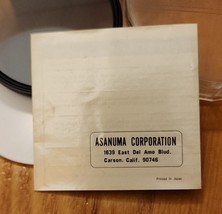 ASANUMA CORPORATION
1639 East Del Amo Blvd.
Carson, Calif. 90746
Printed in Japan